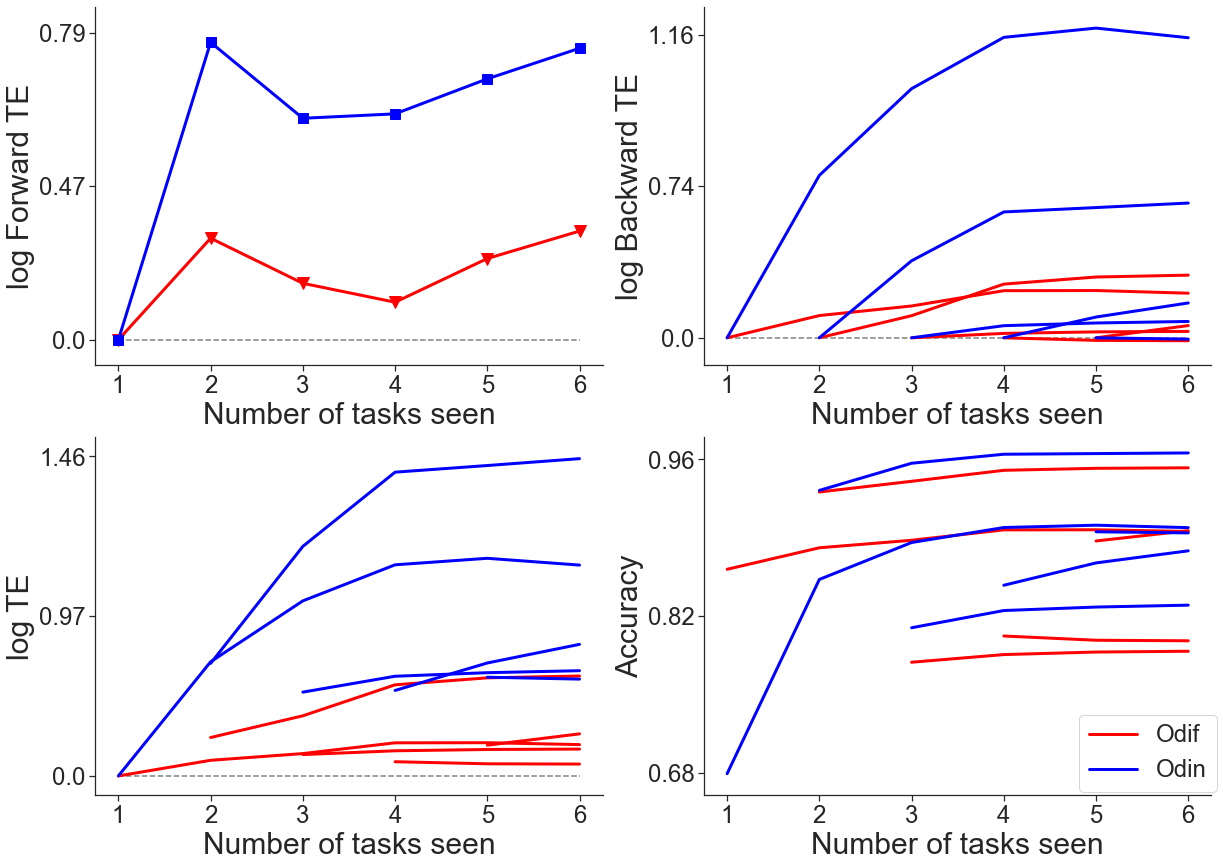 log Forward TE
0.79
0.47
0.0
1 2 3 4 5 6
Number of tasks seen
log Backward TE
1.16
0.74
0.0
1 2 3 4 5 6
Number of tasks seen
log TE
1.46
0.97
0.0
1 2 3 4 5 6
Number of tasks seen
Accuracy
0.96
0.82
0.68
1 2 3 4 5 6
Number of tasks seen
Odif
Odin